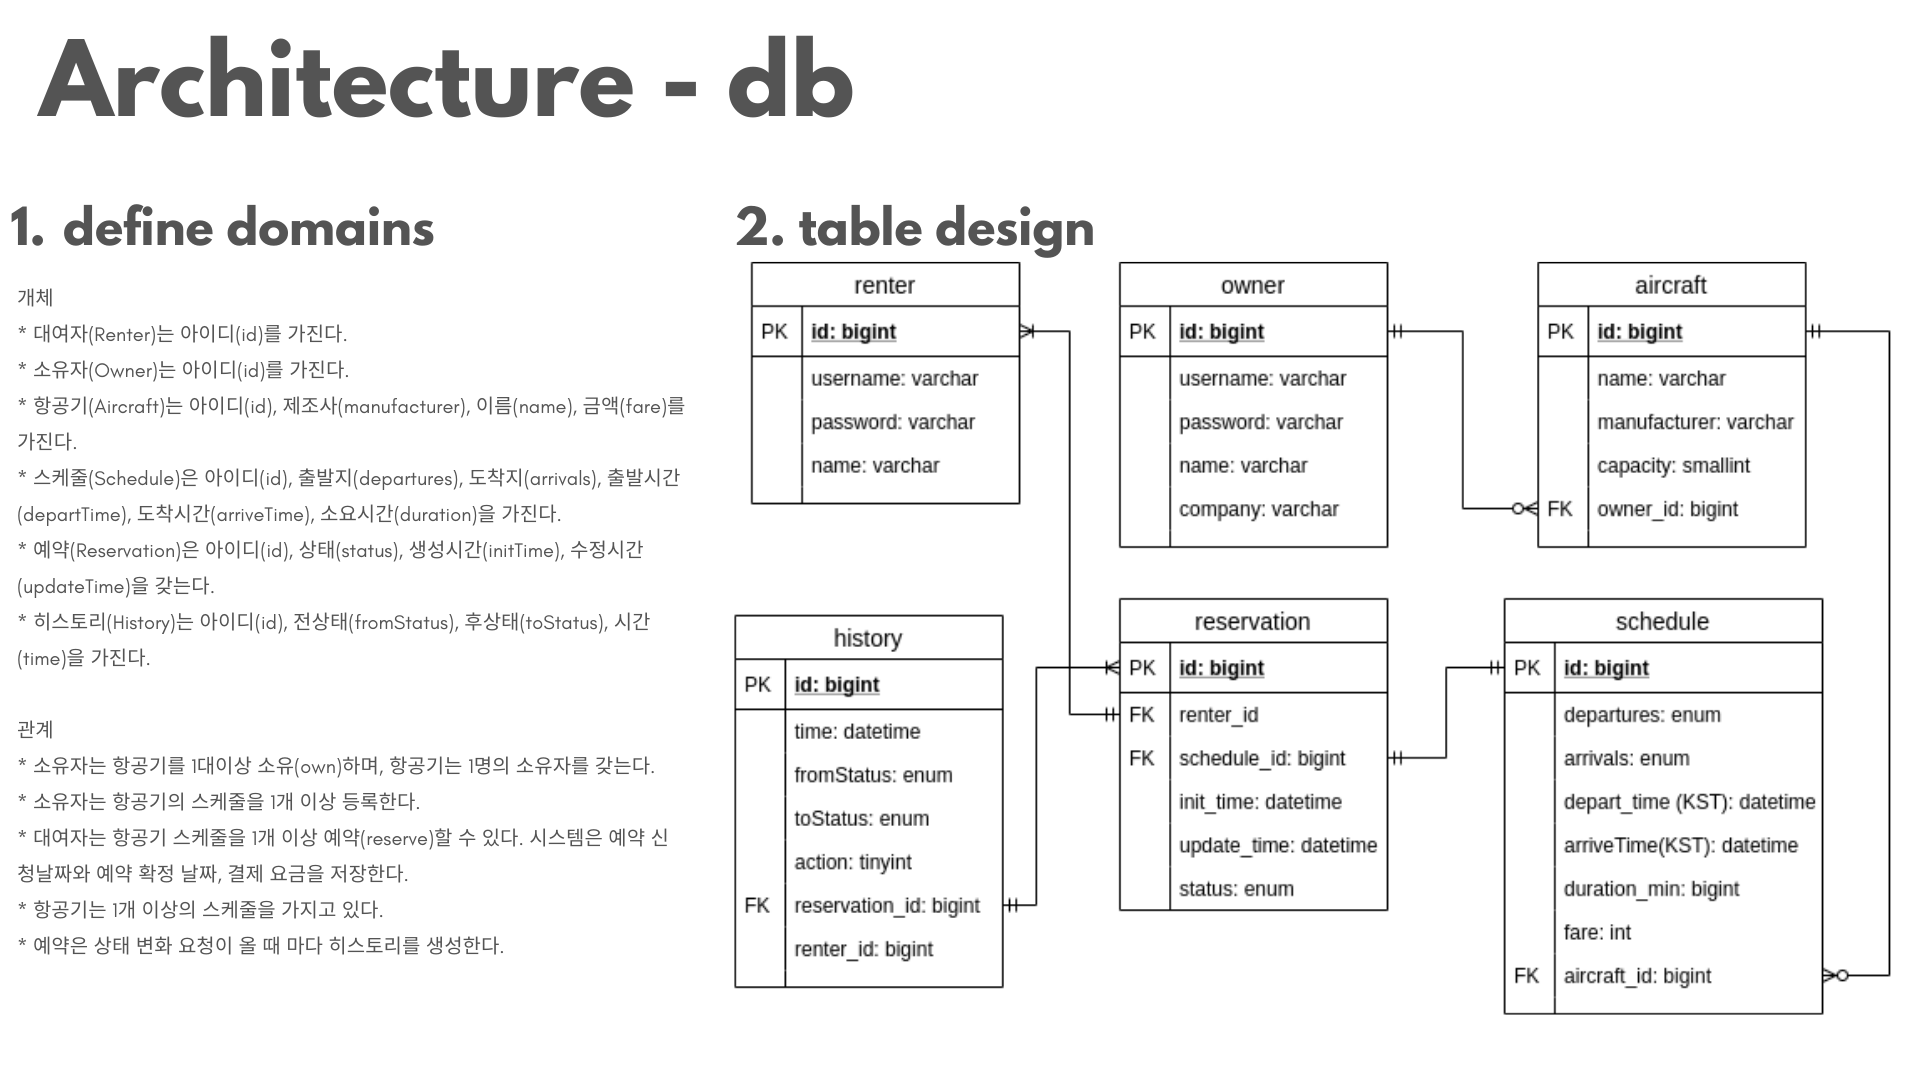 Architecture - db
1. define domains
개체
* 대여자(Renter)는 아이디(id)를 가진다.
* 소유자(Owner)는 아이디(id)를 가진다.
* 항공기(Aircraft)는 아이디(id), 제조사(manufacturer), 이름(name), 금액(fare)를
가진다.
* 스케줄(Schedule)은 아이디(id), 출발지(departures), 도착지(arrivals), 출발시간
(departTime), 도착시간(arriveTime), 소요시간(duration)을 가진다.
* 예약(Reservation)은 아이디(id), 상태(status), 생성시간(initTime), 수정시간
(updateTime)을 갖는다.
* 히스토리(History)는 아이디(id), 전상태(fromStatus), 후상태(toStatus), 시간
(time)을 가진다.
관계
* 소유자는 항공기를 1대이상 소유(own)하며, 항공기는 1명의 소유자를 갖는다.
* 소유자는 항공기의 스케줄을 1개 이상 등록한다.
* 대여자는 항공기 스케줄을 1개 이상 예약(reserve)할 수 있다. 시스템은 예약 신
청날짜와 예약 확정 날짜, 결제 요금을 저장한다.
* 항공기는 1개 이상의 스케줄을 가지고 있다.
* 예약은 상태 변화 요청이 올 때 마다 히스토리를 생성한다.
2. table design
renter
PK id: bigint
username: varchar
password: varchar
name: varchar
owner
PK id: bigint
username: varchar
password: varchar
name: varchar
company: varchar
aircraft
PK id: bigint
name: varchar
manufacturer: varchar
capacity: smallint
FK owner_id: bigint
history
PK id: bigint
time: datetime
fromStatus: enum
toStatus: enum
action: tinyint
FK reservation_id: bigint
renter_id: bigint
reservation
PK id: bigint
FK renter_id
FK schedule_id: bigint
init_time: datetime
update_time: datetime
status: enum
schedule
PK id: bigint
departures: enum
arrivals: enum
depart_time (KST): datetime
arriveTime(KST): datetime
duration_min: bigint
fare: int
FK aircraft_id: bigint